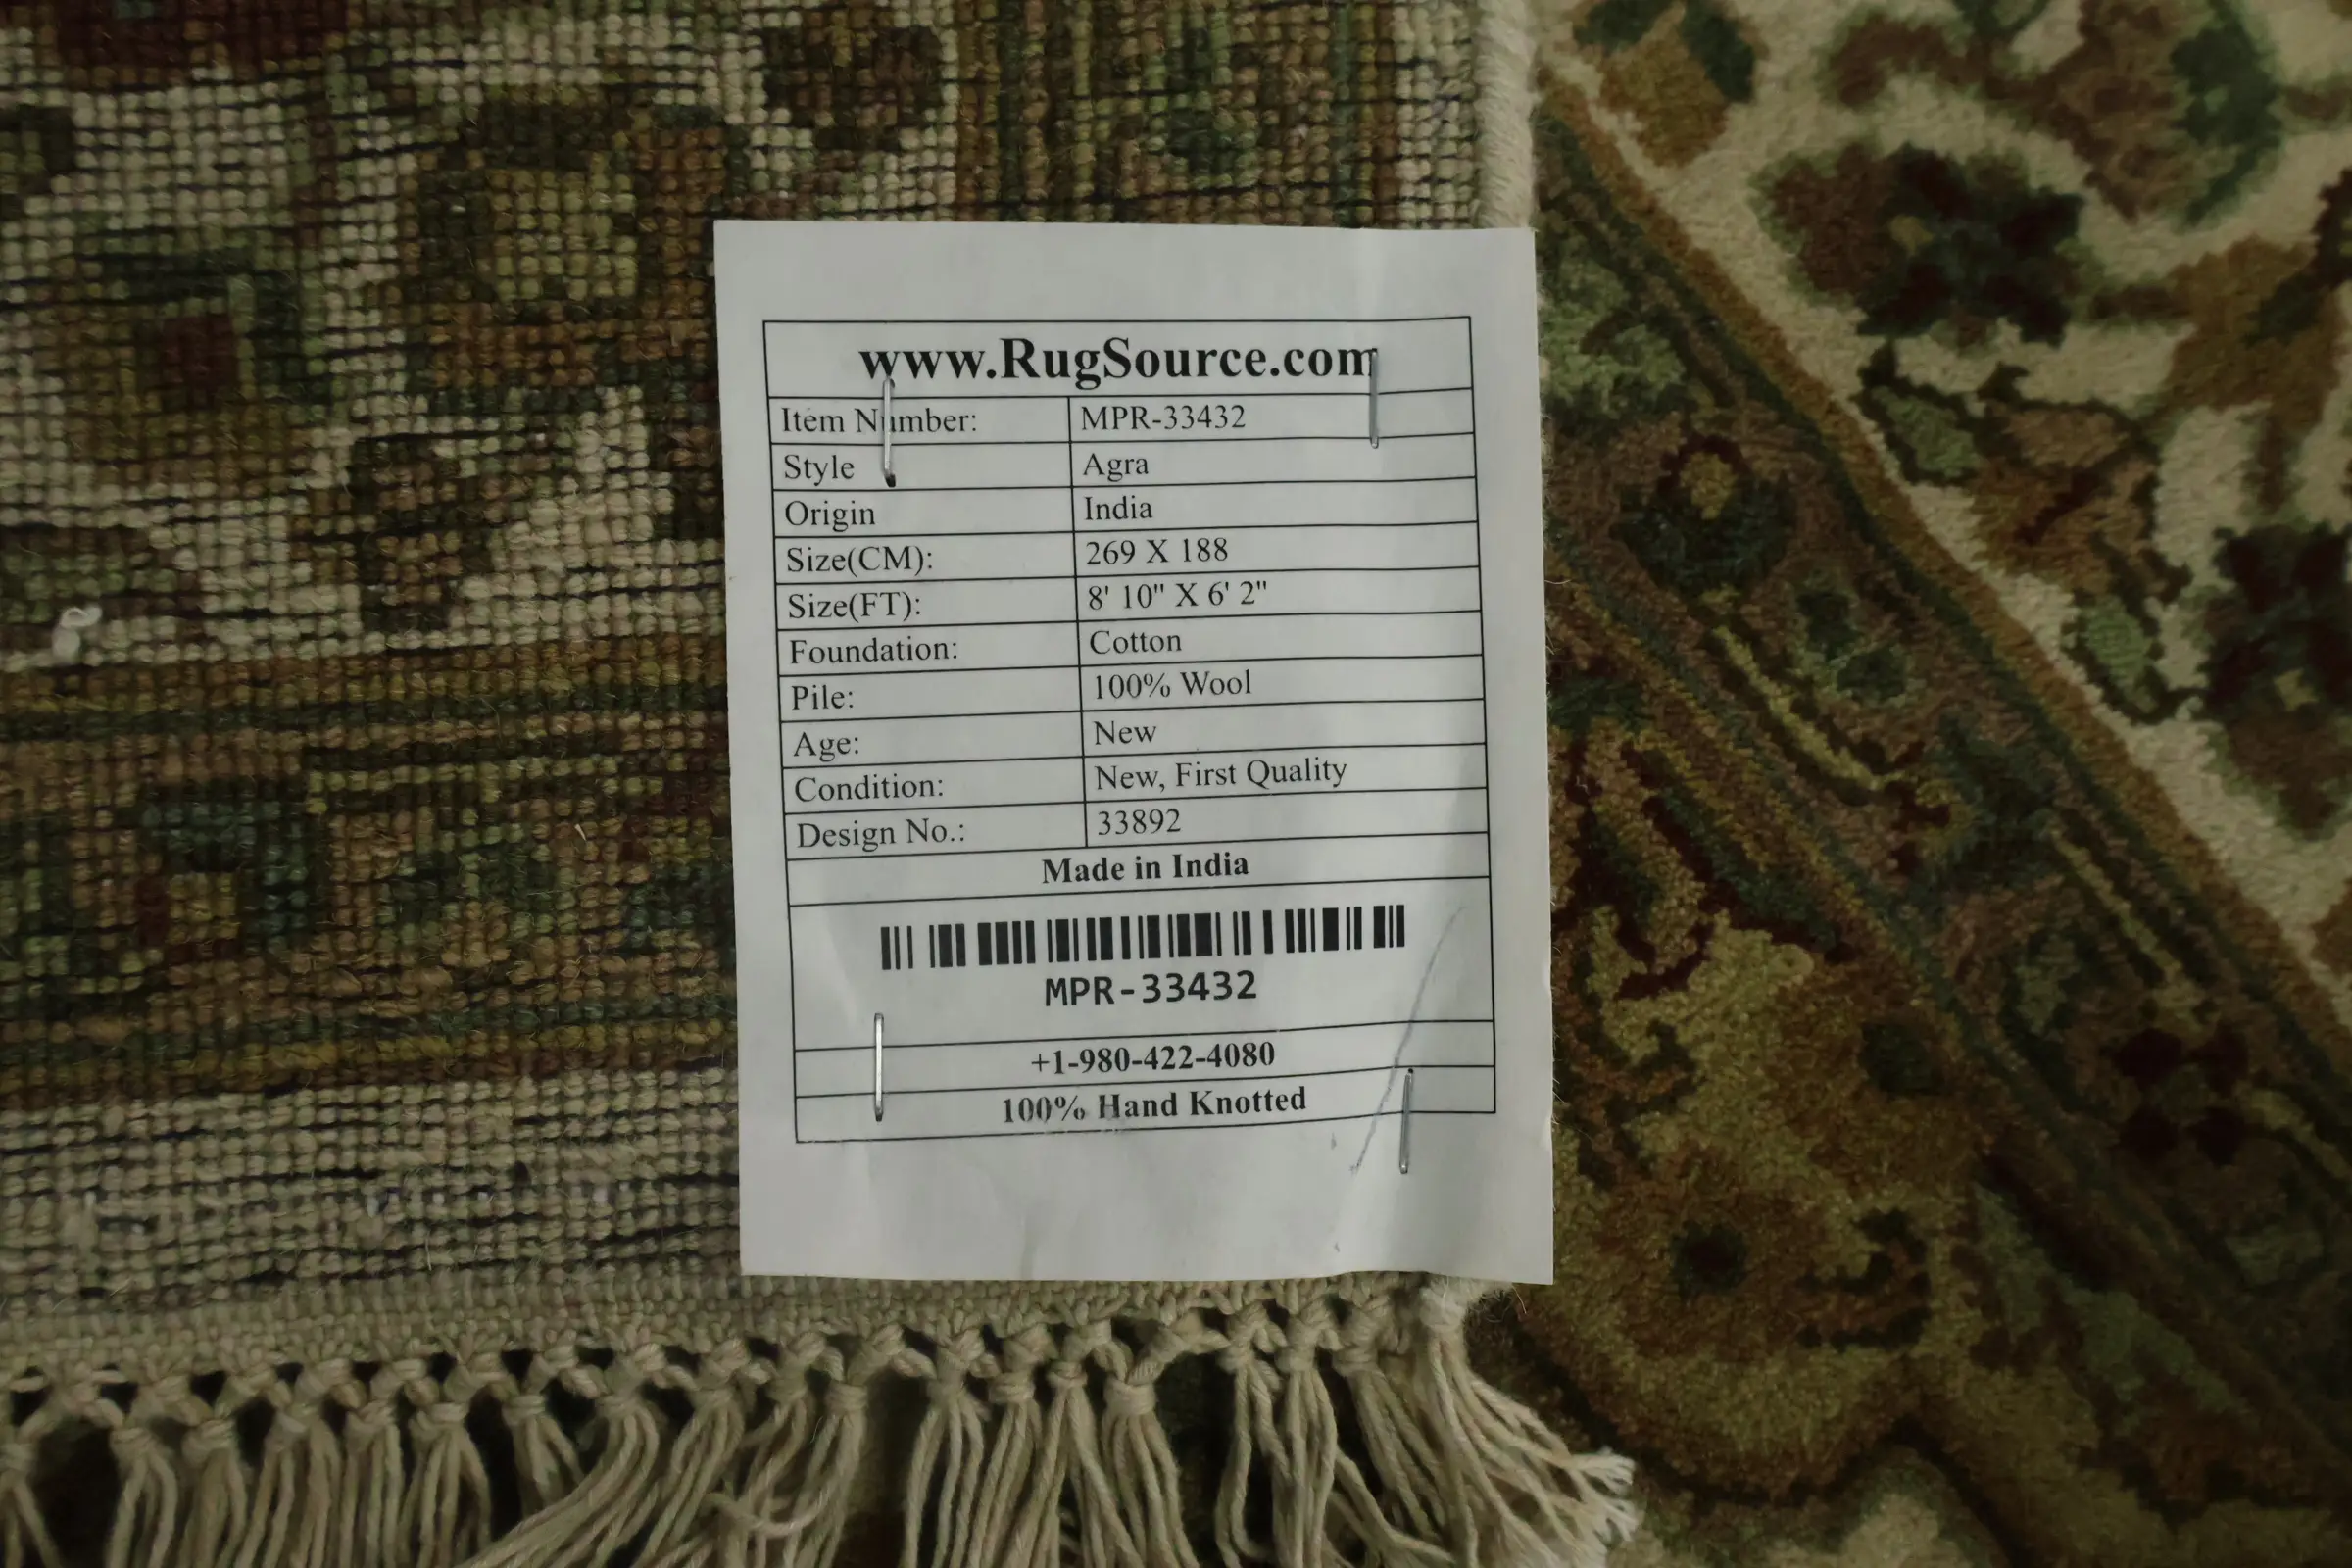 www.RugSource.com
Item Number: MPR-33432
Style Agra
Origin India
Size(CM): 269 X 188
Size(FT): 8' 10" X 6' 2"
Foundation: Cotton
Pile: 100% Wool
Age: New
Condition: New, First Quality
Design No.: 33892
Made in India
MPR-33432
+1-980-422-4080
100% Hand Knotted